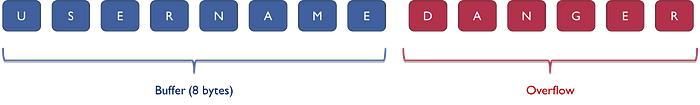 U S E R N A M E D A N G E R
Buffer (8 bytes) Overflow